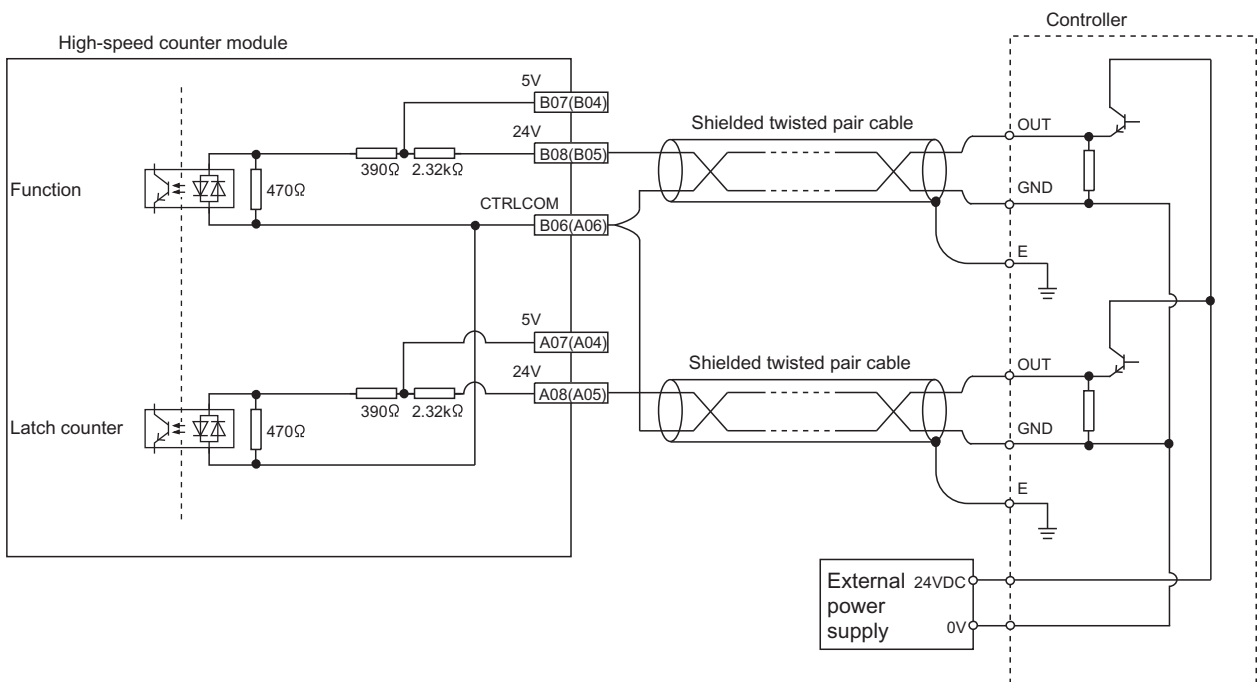 Controller
High-speed counter module
5V
B07(B04)
24V
B08(B05)
Shielded twisted pair cable
OUT
390Ω
2.32kΩ
Function
470Ω
CTRLCOM
B06(A06)
GND
E
5V
A07(A04)
24V
A08(A05)
Shielded twisted pair cable
OUT
390Ω
2.32kΩ
Latch counter
470Ω
GND
E
External
power
supply
24VDC
0V